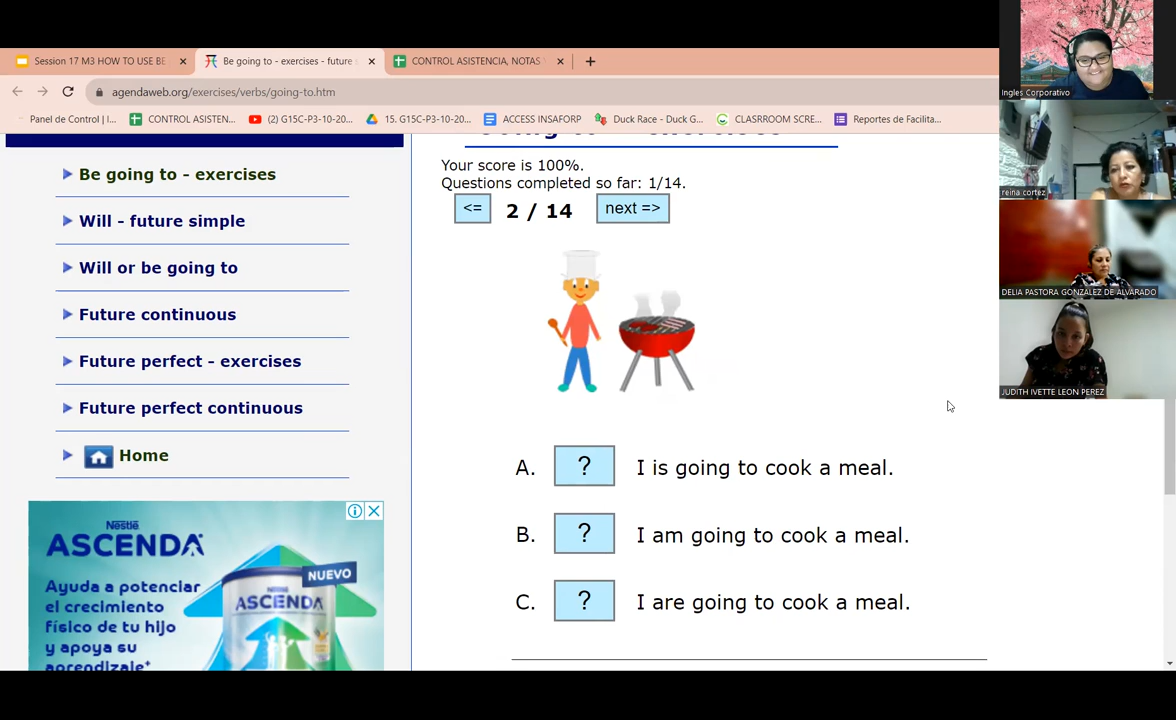 Session 17 M3 HOW TO USE BE
Be going to - exercises - future
CONTROL ASISTENCIA, NOTAS
agendaweb.org/exercises/verbs/going-to.htm
Panel de Control | I...
CONTROL ASISTEN...
(2) G15C-P3-10-20...
15. G15C-P3-10-20...
ACCESS INSAFORP
Duck Race - Duck G...
CLASRROOM SCRE...
Reportes de Facilita...
Be going to - exercises
Will - future simple
Will or be going to
Future continuous
Future perfect - exercises
Future perfect continuous
Home
Nestlé
ASCENDA
Ayuda a potenciar
el crecimiento
físico de tu hijo
y apoya su
aprendizaje*
NUEVO
ASCENDA
Your score is 100%.
Questions completed so far: 1/14.
<= 2 / 14 next =>
A. ? I is going to cook a meal.
B. ? I am going to cook a meal.
C. ? I are going to cook a meal.
Ingles Corporativo
reina cortez
DELIA PASTORA GONZALEZ DE ALVARADO
JUDITH IVETTE LEON PEREZ